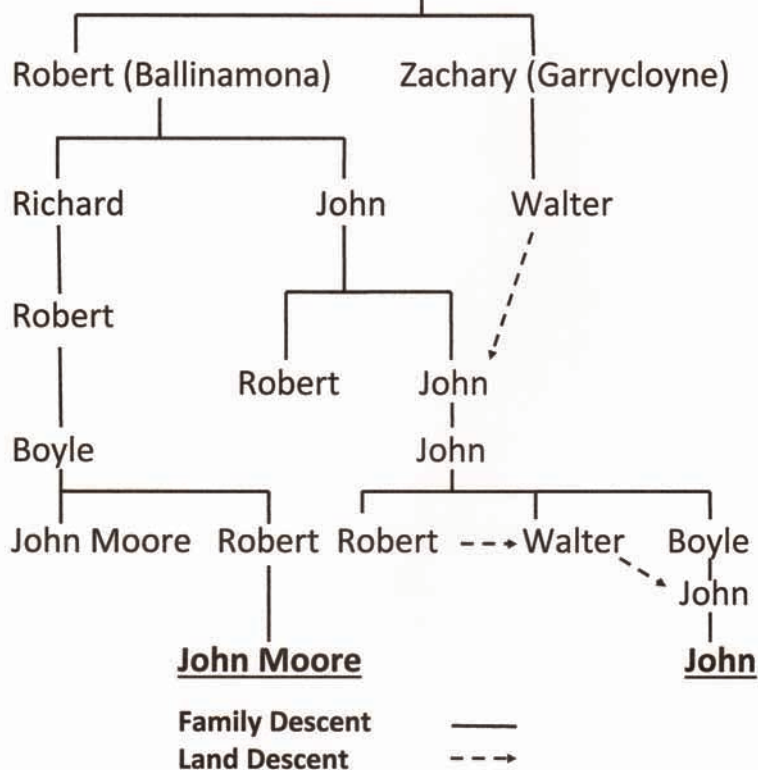 Robert (Ballinamona) Zachary (Garrycloyne)
Richard John Walter
Robert
Robert John
Boyle John
John Moore Robert Robert Walter Boyle
John
John Moore John
Family Descent
Land Descent